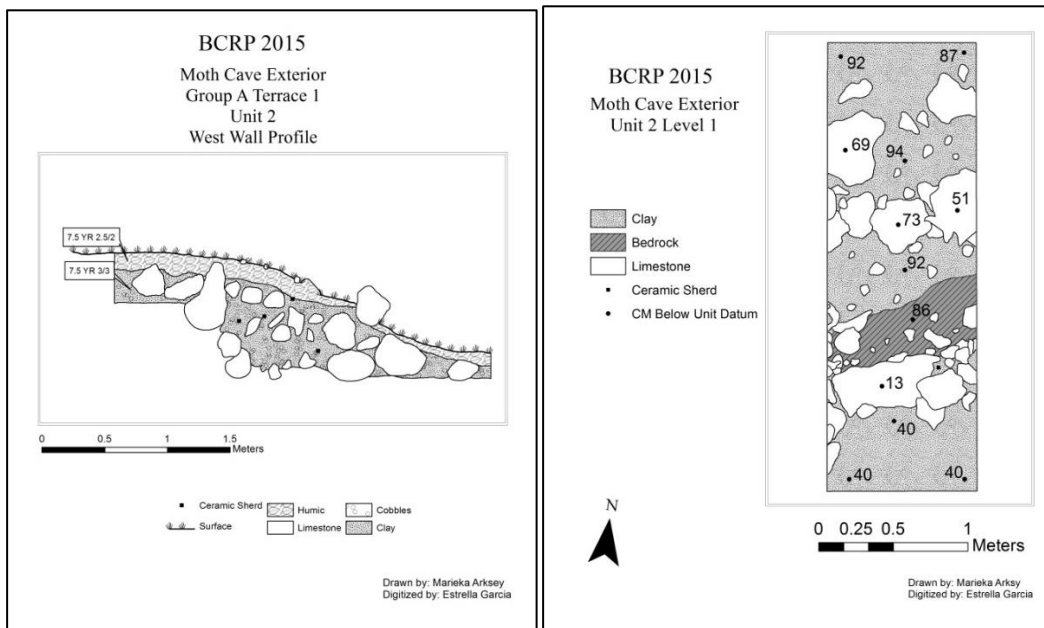 BCRP 2015
Moth Cave Exterior
Group A Terrace 1
Unit 2
West Wall Profile
7.5 YR 2.5/2
7.5 YR 3/3
0 0.5 1 1.5
Meters
Ceramic Sherd
Humic
Cobbles
Surface
Limestone
Clay
Drawn by: Marieka Arksey
Digitized by: Estrella Garcia
BCRP 2015
Moth Cave Exterior
Unit 2 Level 1
Clay
Bedrock
Limestone
Ceramic Sherd
CM Below Unit Datum
92 87
69
94
51
73
92
86
13
40
40 40
N
0 0.25 0.5 1
Meters
Drawn by: Marieka Arksy
Digitized by: Estrella Garcia